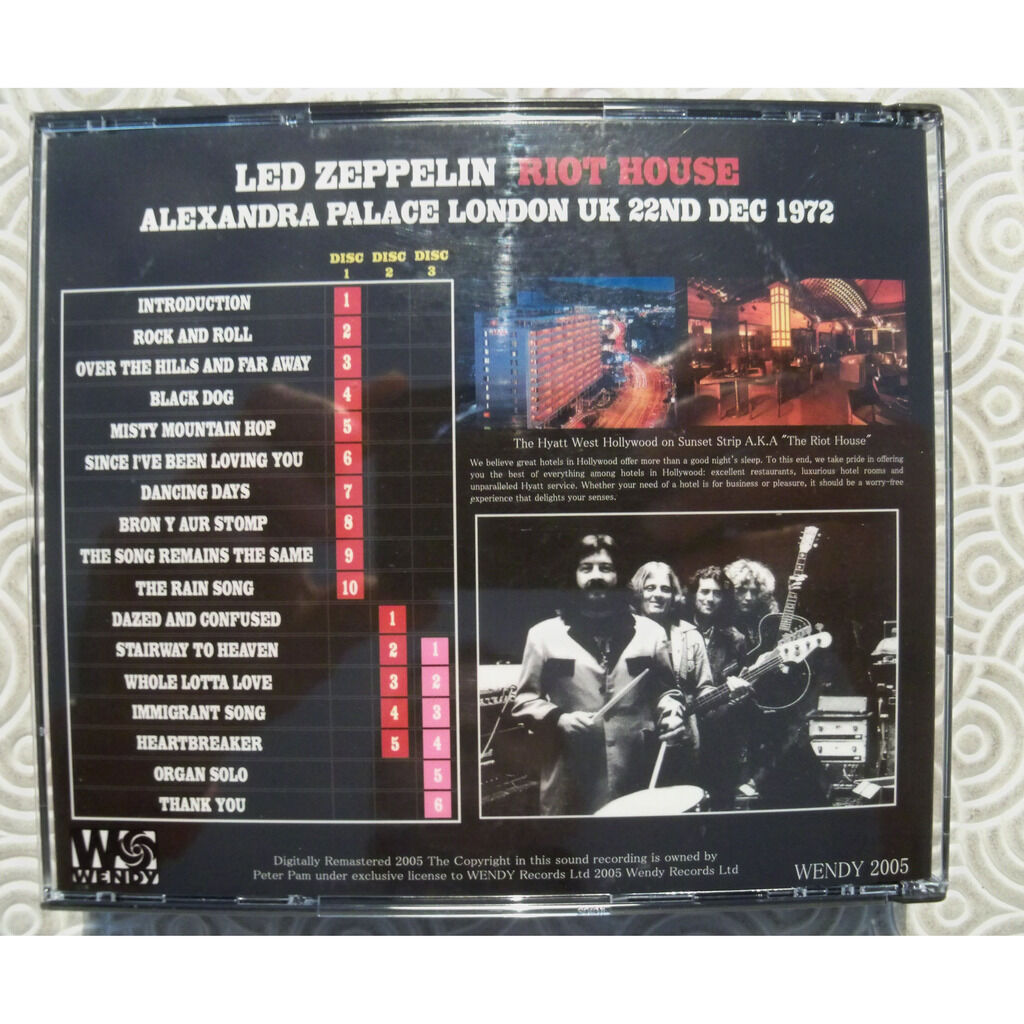 LED ZEPPELIN RIOT HOUSE
ALEXANDRA PALACE LONDON UK 22ND DEC 1972
DISC DISC DISC
1 2 3
INTRODUCTION 1
ROCK AND ROLL 2
OVER THE HILLS AND FAR AWAY 3
BLACK DOG 4
MISTY MOUNTAIN HOP 5
SINCE I'VE BEEN LOVING YOU 6
DANCING DAYS 7
BRON Y AUR STOMP 8
THE SONG REMAINS THE SAME 9
THE RAIN SONG 10
DAZED AND CONFUSED 1
STAIRWAY TO HEAVEN 2 1
WHOLE LOTTA LOVE 3 2
IMMIGRANT SONG 4 3
HEARTBREAKER 5 4
ORGAN SOLO 5
THANK YOU 6
The Hyatt West Hollywood on Sunset Strip A.K.A "The Riot House"
We believe great hotels in Hollywood offer more than a good night's sleep. To this end, we take pride in offering
you the best of everything among hotels in Hollywood: excellent restaurants, luxurious hotel rooms and
unparalleled Hyatt service. Whether your need of a hotel is for business or pleasure, it should be a worry-free
experience that delights your senses.
W S
WENDY
Digitally Remastered 2005 The Copyright in this sound recording is owned by
Peter Pam under exclusive license to WENDY Records Ltd 2005 Wendy Records Ltd
WENDY 2005